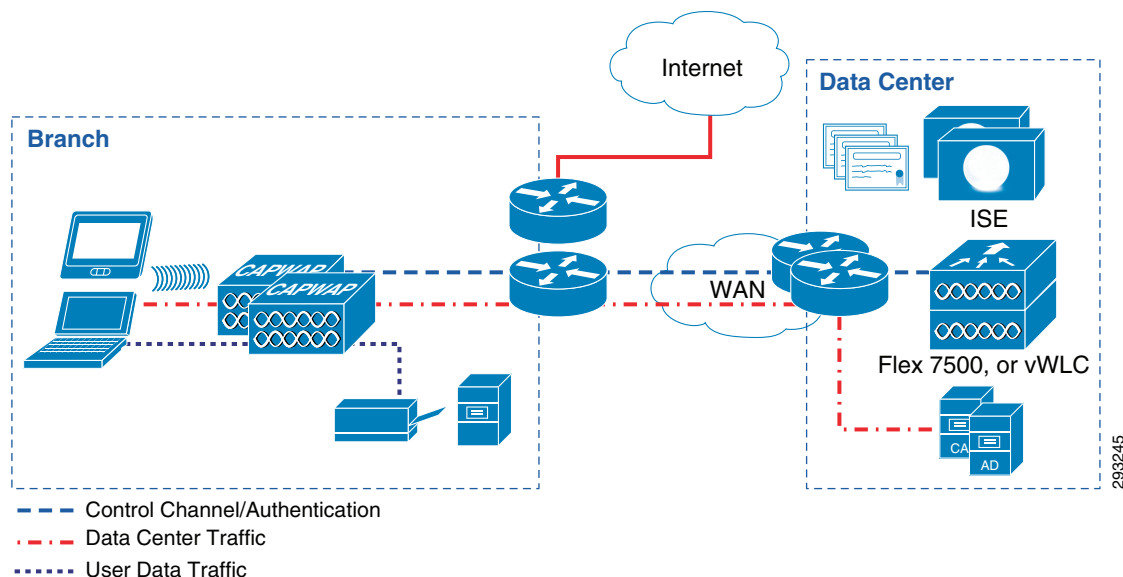 Internet
Data Center
Branch
ISE
CAPWAP
CAPWAP
WAN
Flex 7500, or vWLC
CA
AD
293245
Control Channel/Authentication
Data Center Traffic
User Data Traffic